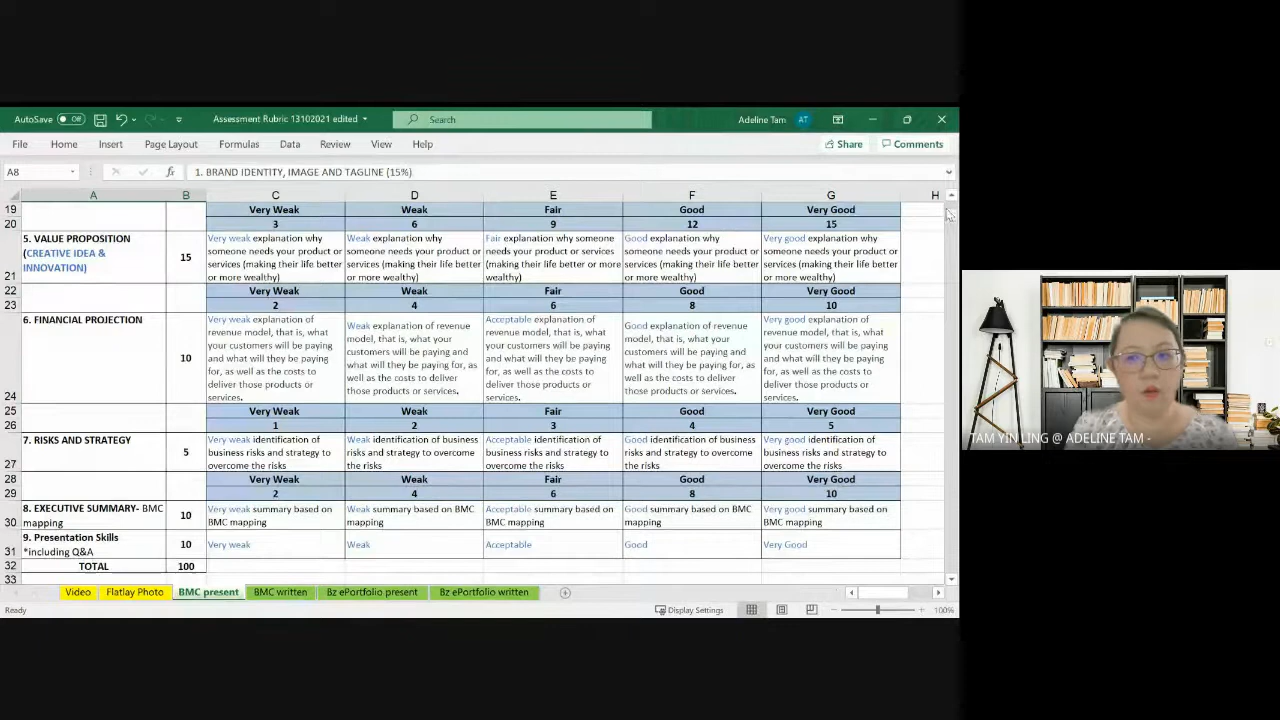 AutoSave Off Assessment Rubric 13102021 edited Search Adeline Tam AT
File Home Insert Page Layout Formulas Data Review View Help Share Comments
A8 fx 1. BRAND IDENTITY, IMAGE AND TAGLINE (15%)
A B C D E F G H
19 Very Weak Weak Fair Good Very Good
20 3 6 9 12 15
5. VALUE PROPOSITION Very weak explanation why Weak explanation why Fair explanation why someone Good explanation why Very good explanation why
(CREATIVE IDEA & 15 someone needs your product or someone needs your product or needs your product or services someone needs your product or someone needs your product or
INNOVATION) services (making their life better services (making their life better (making their life better or more services (making their life better services (making their life better
21 or more wealthy) or more wealthy) wealthy) or more wealthy) or more wealthy)
22 Very Weak Weak Fair Good Very Good
23 2 4 6 8 10
6. FINANCIAL PROJECTION Very weak explanation of Acceptable explanation of Very good explanation of
revenue model, that is, what Weak explanation of revenue revenue model, that is, what Good explanation of revenue revenue model, that is, what
your customers will be paying model, that is, what your your customers will be paying model, that is, what your your customers will be paying
10 and what will they be paying customers will be paying and and what will they be paying customers will be paying and and what will they be paying
for, as well as the costs to what will they be paying for, as for, as well as the costs to what will they be paying for, as for, as well as the costs to
deliver those products or well as the costs to deliver deliver those products or well as the costs to deliver deliver those products or
24 services. those products or services. services. those products or services. services.
25 Very Weak Weak Fair Good Very Good
26 1 2 3 4 5
7. RISKS AND STRATEGY Very weak identification of Weak identification of business Acceptable identification of Good identification of business Very good identification of
5 business risks and strategy to risks and strategy to overcome business risks and strategy to risks and strategy to overcome business risks and strategy to
27 overcome the risks the risks overcome the risks the risks overcome the risks
28 Very Weak Weak Fair Good Very Good
29 2 4 6 8 10
8. EXECUTIVE SUMMARY- BMC 10 Very weak summary based on Weak summary based on BMC Acceptable summary based on Good summary based on BMC Very good summary based on
30 mapping BMC mapping mapping BMC mapping mapping BMC mapping
9. Presentation Skills 10 Very weak Weak Acceptable Good Very Good
31 *including Q&A
32 TOTAL 100
33
Video Flatlay Photo BMC present BMC written Bz ePortfolio present Bz ePortfolio written
Ready Display Settings 100%
TAM YIN LING @ ADELINE TAM -